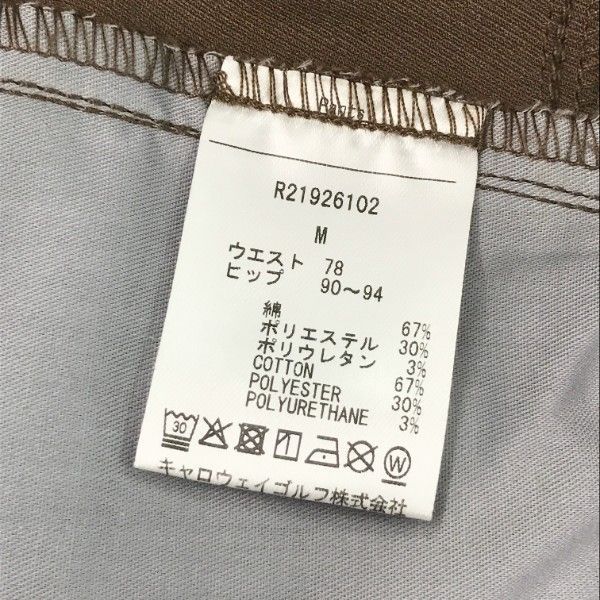 Pants
R21926102
M
ウエスト 78
ヒップ 90～94
綿 67%
ポリエステル 30%
ポリウレタン 3%
COTTON 67%
POLYESTER 30%
POLYURETHANE 3%
30 W
キャロウェイゴルフ株式会社